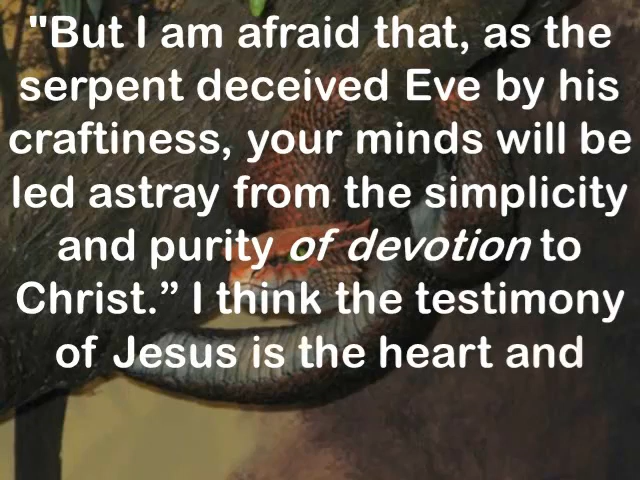 "But I am afraid that, as the
serpent deceived Eve by his
craftiness, your minds will be
led astray from the simplicity
and purity of devotion to
Christ.” I think the testimony
of Jesus is the heart and